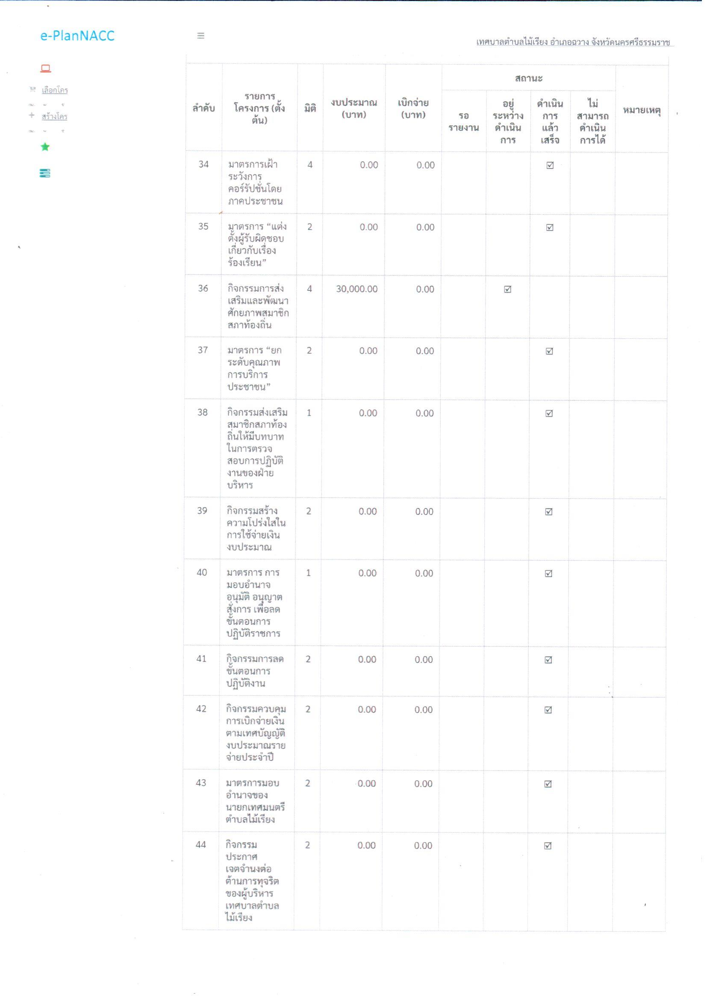 e-PlanNACC
เทศบาลตำบลไม้เรียง อำเภอฉวาง จังหวัดนครศรีธรรมราช
เลือกโคร
สร้างโคร
ลำดับ
รายการ
โครงการ (ตั้ง
ต้น)
มิติ
งบประมาณ
(บาท)
เบิกจ่าย
(บาท)
สถานะ
รอ
รายงาน
อยู่
ระหว่าง
ดำเนิน
การ
ดำเนิน
การ
แล้ว
เสร็จ
ไม่
สามารถ
ดำเนิน
การได้
หมายเหตุ
34 มาตรการเฝ้า 4 0.00 0.00 ☑
ระวังการ
คอร์รัปชั่นโดย
ภาคประชาชน
35 มาตรการ “แต่ง 2 0.00 0.00 ☑
ตั้งผู้รับผิดชอบ
เกี่ยวกับเรื่อง
ร้องเรียน”
36 กิจกรรมการส่ง 4 30,000.00 0.00 ☑
เสริมและพัฒนา
ศักยภาพสมาชิก
สภาท้องถิ่น
37 มาตรการ “ยก 2 0.00 0.00 ☑
ระดับคุณภาพ
การบริการ
ประชาชน”
38 กิจกรรมส่งเสริม 1 0.00 0.00 ☑
สมาชิกสภาท้อง
ถิ่นให้มีบทบาท
ในการตรวจ
สอบการปฏิบัติ
งานของฝ่าย
บริหาร
39 กิจกรรมสร้าง 2 0.00 0.00 ☑
ความโปร่งใสใน
การใช้จ่ายเงิน
งบประมาณ
40 มาตรการ การ 1 0.00 0.00 ☑
มอบอำนาจ
อนุมัติ อนุญาต
สั่งการ เพื่อลด
ขั้นตอนการ
ปฏิบัติราชการ
41 กิจกรรมการลด 2 0.00 0.00 ☑
ขั้นตอนการ
ปฏิบัติงาน
42 กิจกรรมควบคุม 2 0.00 0.00 ☑
การเบิกจ่ายเงิน
ตามเทศบัญญัติ
งบประมาณราย
จ่ายประจำปี
43 มาตรการมอบ 2 0.00 0.00 ☑
อำนาจของ
นายกเทศมนตรี
ตำบลไม้เรียง
44 กิจกรรม 2 0.00 0.00 ☑
ประกาศ
เจตจำนงต่อ
ต้านการทุจริต
ของผู้บริหาร
เทศบาลตำบล
ไม้เรียง